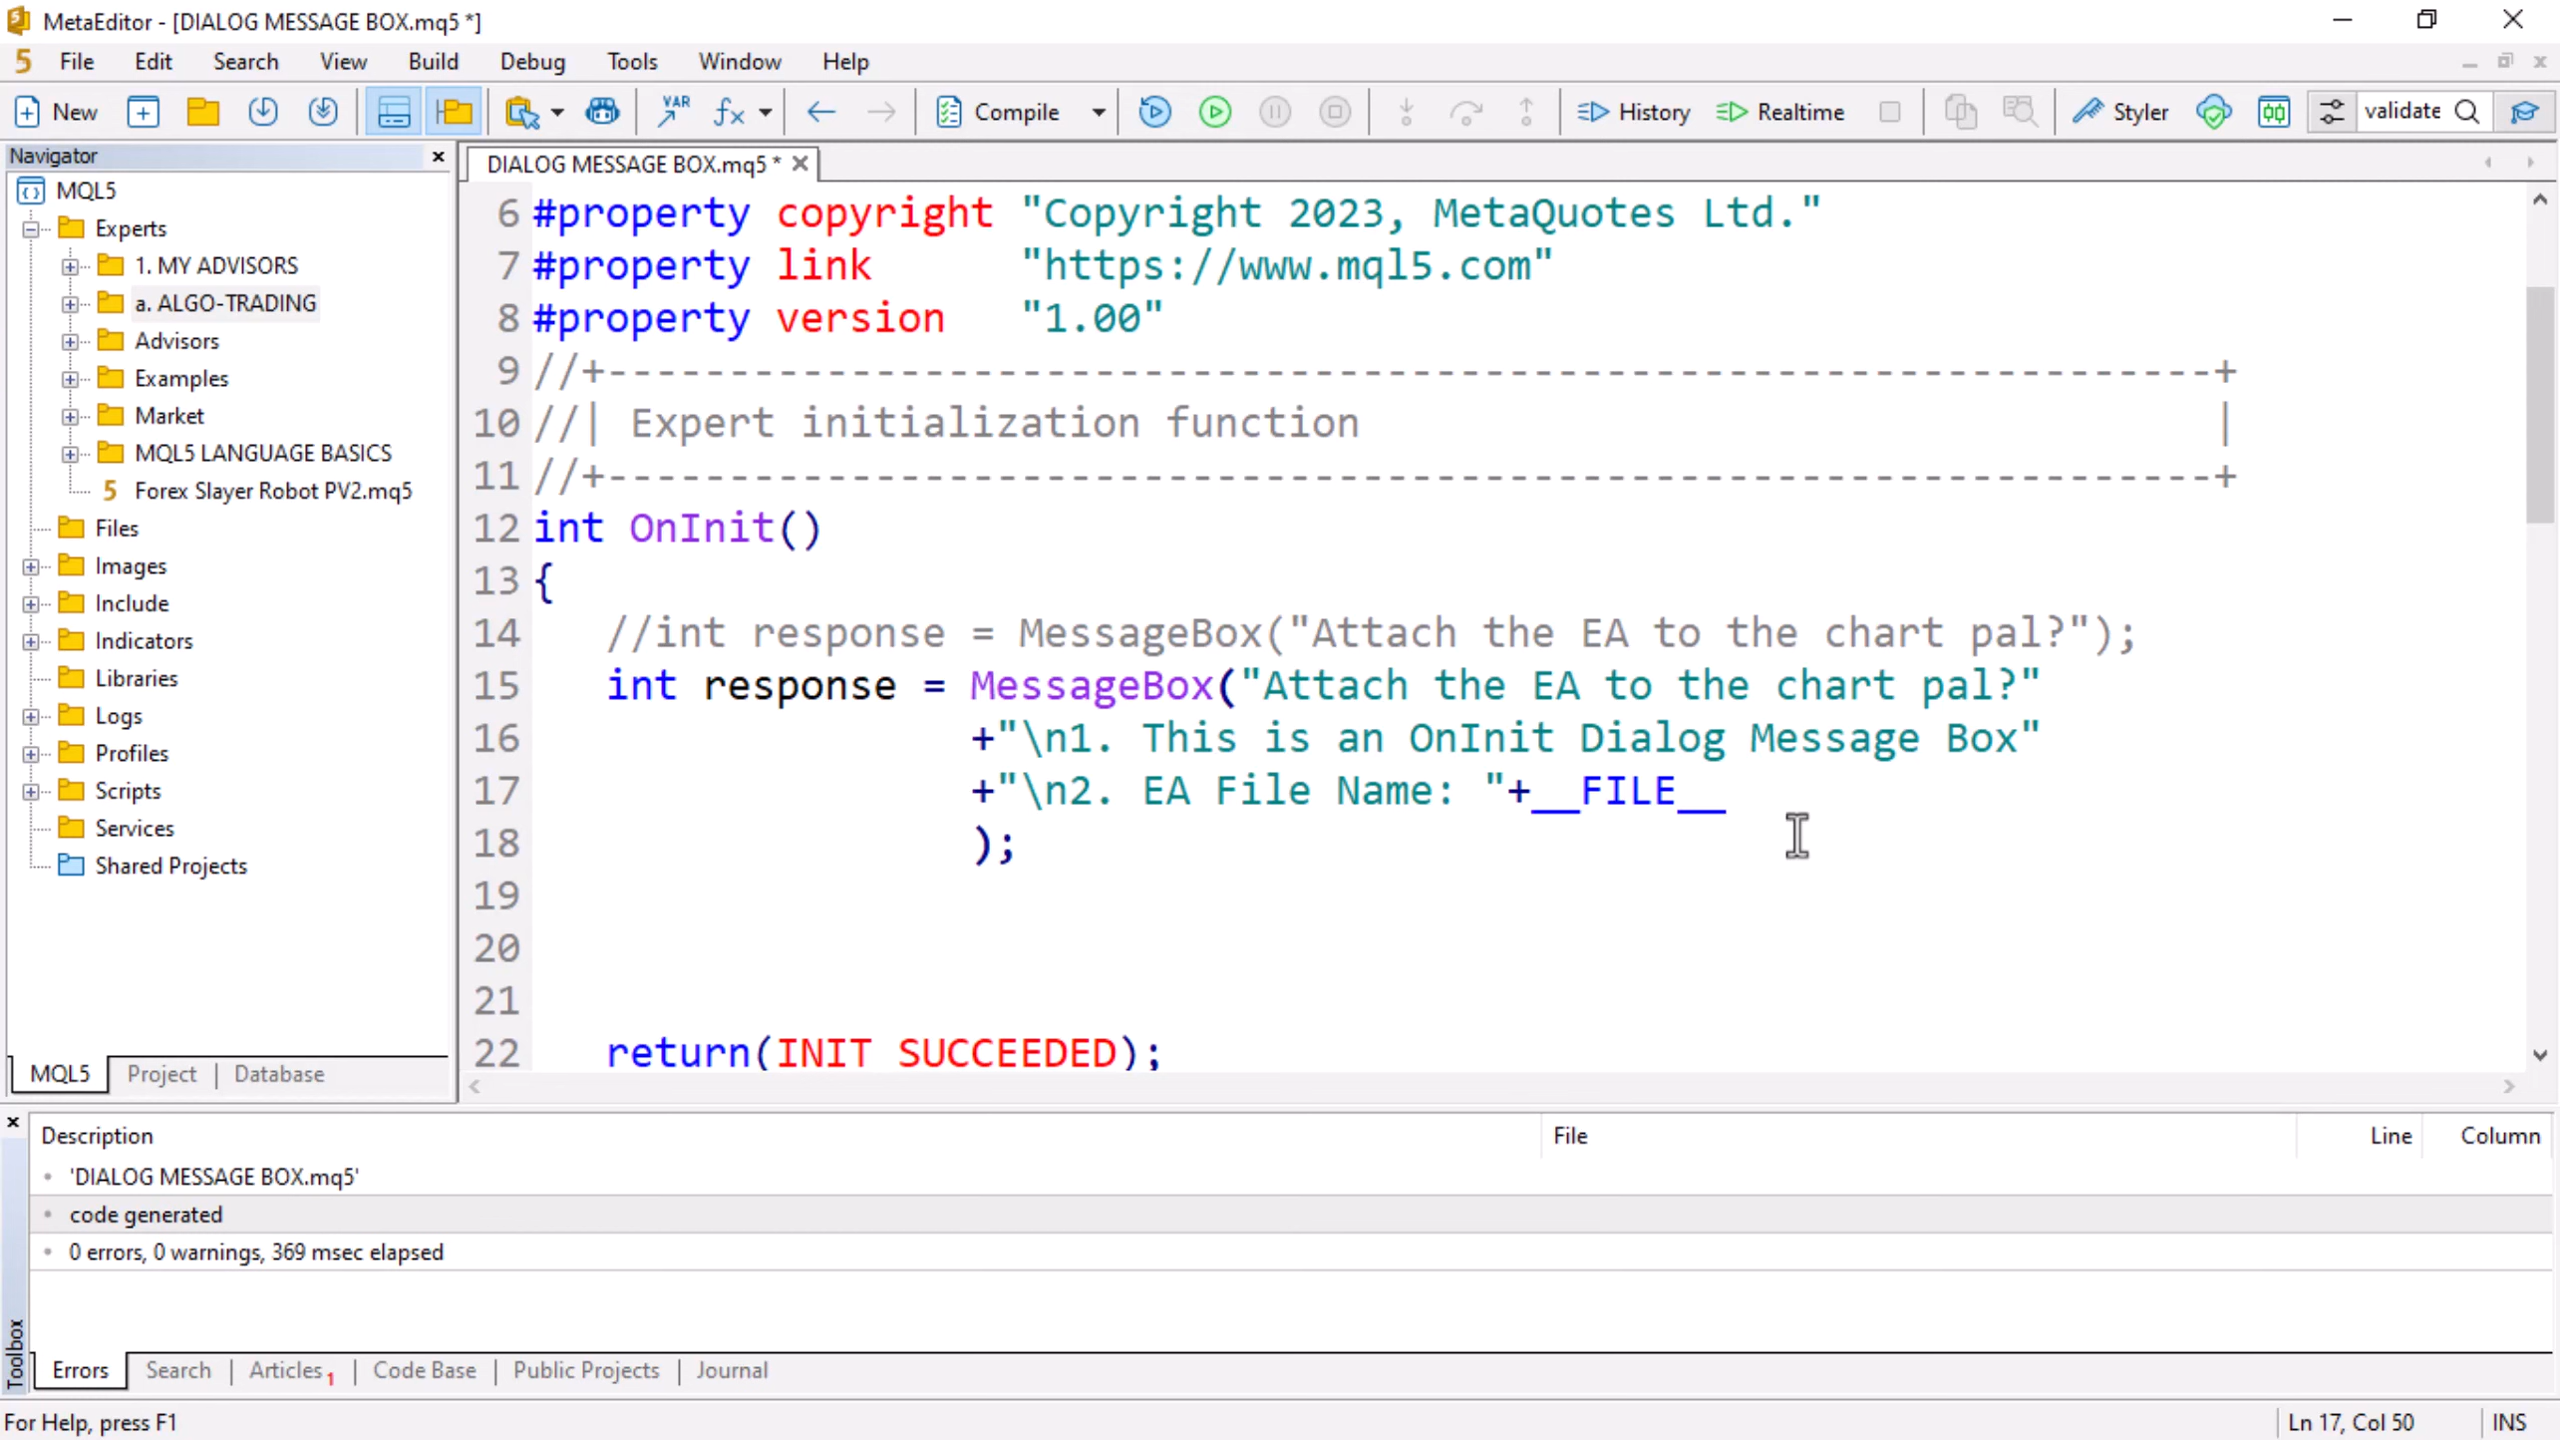 MetaEditor - [DIALOG MESSAGE BOX.mq5 *]
5 File Edit Search View Build Debug Tools Window Help
New VAR fx Compile History Realtime Styler validate
Navigator
MQL5
Experts
1. MY ADVISORS
a. ALGO-TRADING
Advisors
Examples
Market
MQL5 LANGUAGE BASICS
5 Forex Slayer Robot PV2.mq5
Files
Images
Include
Indicators
Libraries
Logs
Profiles
Scripts
Services
Shared Projects
MQL5 Project Database
DIALOG MESSAGE BOX.mq5 *
6 #property copyright "Copyright 2023, MetaQuotes Ltd."
7 #property link      "https://www.mql5.com"
8 #property version   "1.00"
9 //+------------------------------------------------------------------+
10 //| Expert initialization function                                   |
11 //+------------------------------------------------------------------+
12 int OnInit()
13 {
14    //int response = MessageBox("Attach the EA to the chart pal?");
15    int response = MessageBox("Attach the EA to the chart pal?"
16                   +"\n1. This is an OnInit Dialog Message Box"
17                   +"\n2. EA File Name: "+__FILE__
18                   );
19
20
21
22    return(INIT_SUCCEEDED);
Description File Line Column
'DIALOG MESSAGE BOX.mq5'
code generated
0 errors, 0 warnings, 369 msec elapsed
Toolbox
Errors Search Articles 1 Code Base Public Projects Journal
For Help, press F1 Ln 17, Col 50 INS